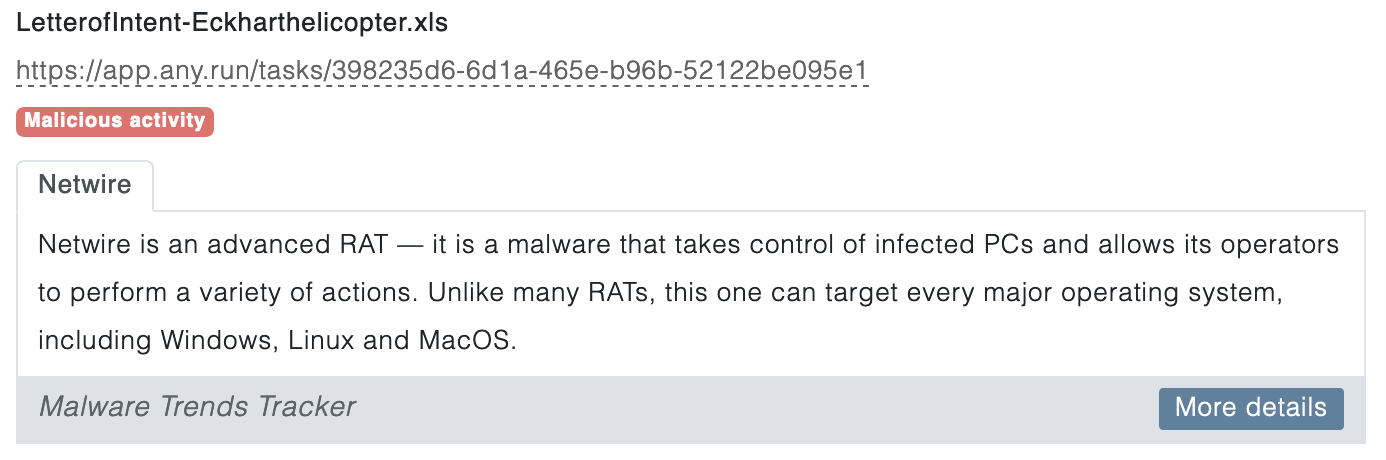 LetterofIntent-Eckharthelicopter.xls
https://app.any.run/tasks/398235d6-6d1a-465e-b96b-52122be095e1
Malicious activity
Netwire
Netwire is an advanced RAT — it is a malware that takes control of infected PCs and allows its operators
to perform a variety of actions. Unlike many RATs, this one can target every major operating system,
including Windows, Linux and MacOS.
Malware Trends Tracker
More details